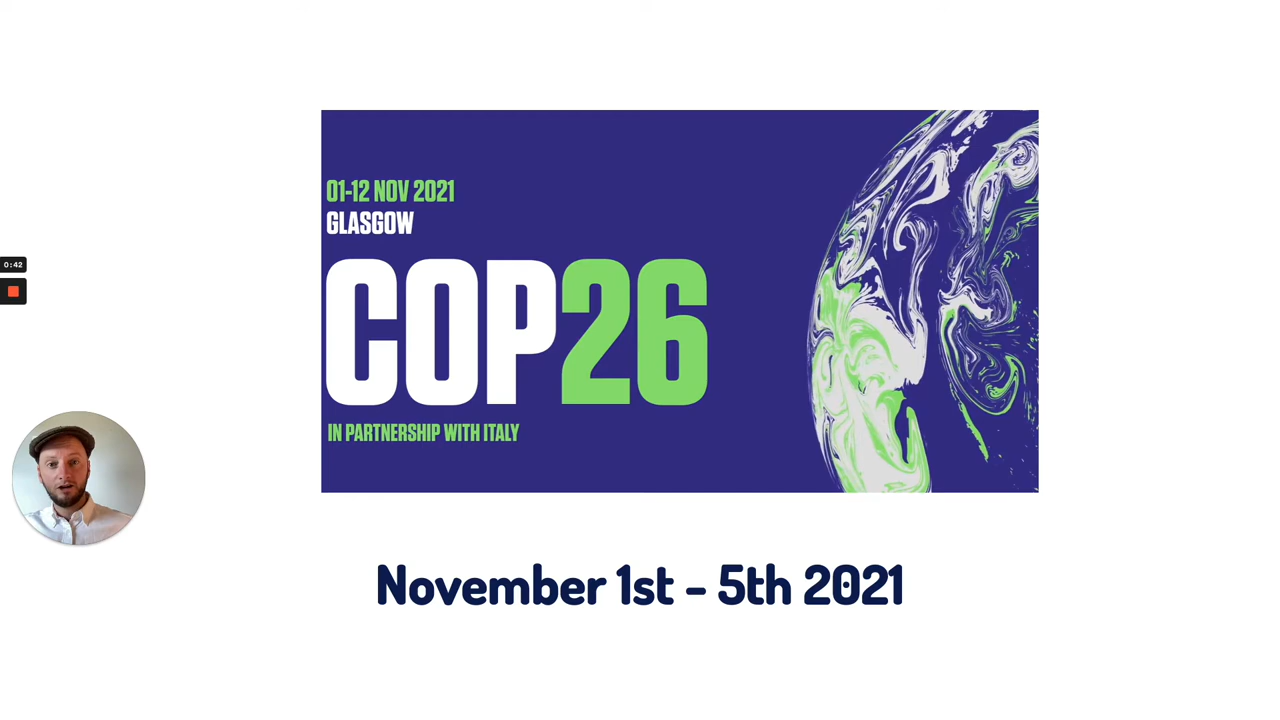 01-12 NOV 2021
GLASGOW
0:42
COP26
IN PARTNERSHIP WITH ITALY
November 1st - 5th 2021